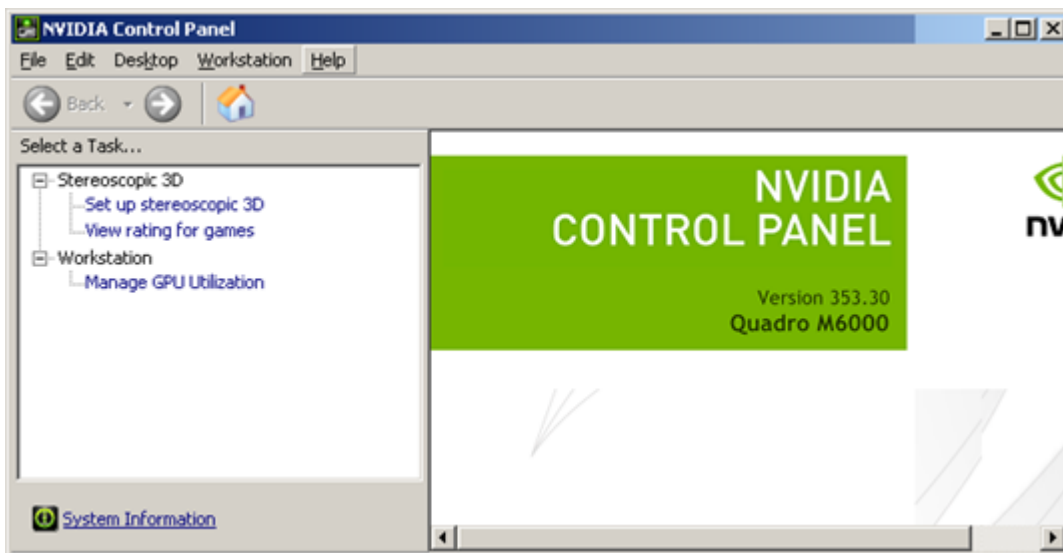 NVIDIA Control Panel
File Edit Desktop Workstation Help
Back
Select a Task...
Stereoscopic 3D
Set up stereoscopic 3D
View rating for games
Workstation
Manage GPU Utilization
System Information
NVIDIA
CONTROL PANEL
Version 353.30
Quadro M6000